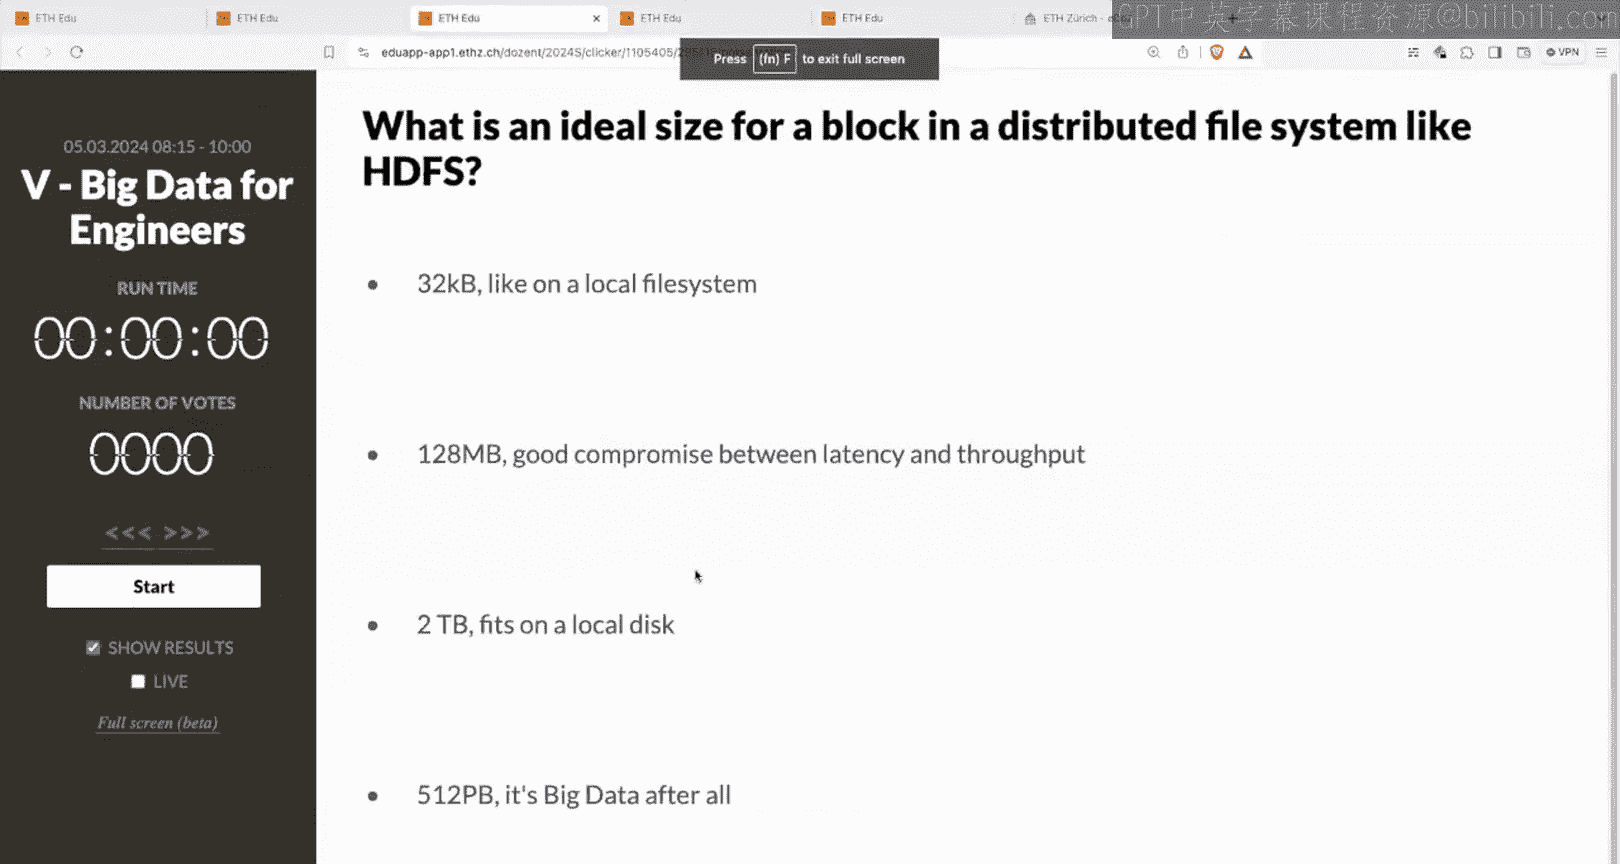 ETH Edu
ETH Edu
ETH Edu
ETH Edu
ETH Edu
ETH Zürich -
PT中英字幕课程资源@bilibili.co
eduapp-app1.ethz.ch/dozent/2024S/clicker/1105405/
VPN
Press (fn) F to exit full screen
05.03.2024 08:15 - 10:00
V - Big Data for
Engineers
RUN TIME
00:00:00
NUMBER OF VOTES
0000
<<< >>>
Start
SHOW RESULTS
LIVE
Full screen (beta)
What is an ideal size for a block in a distributed file system like
HDFS?
• 32kB, like on a local filesystem
• 128MB, good compromise between latency and throughput
• 2 TB, fits on a local disk
• 512PB, it's Big Data after all